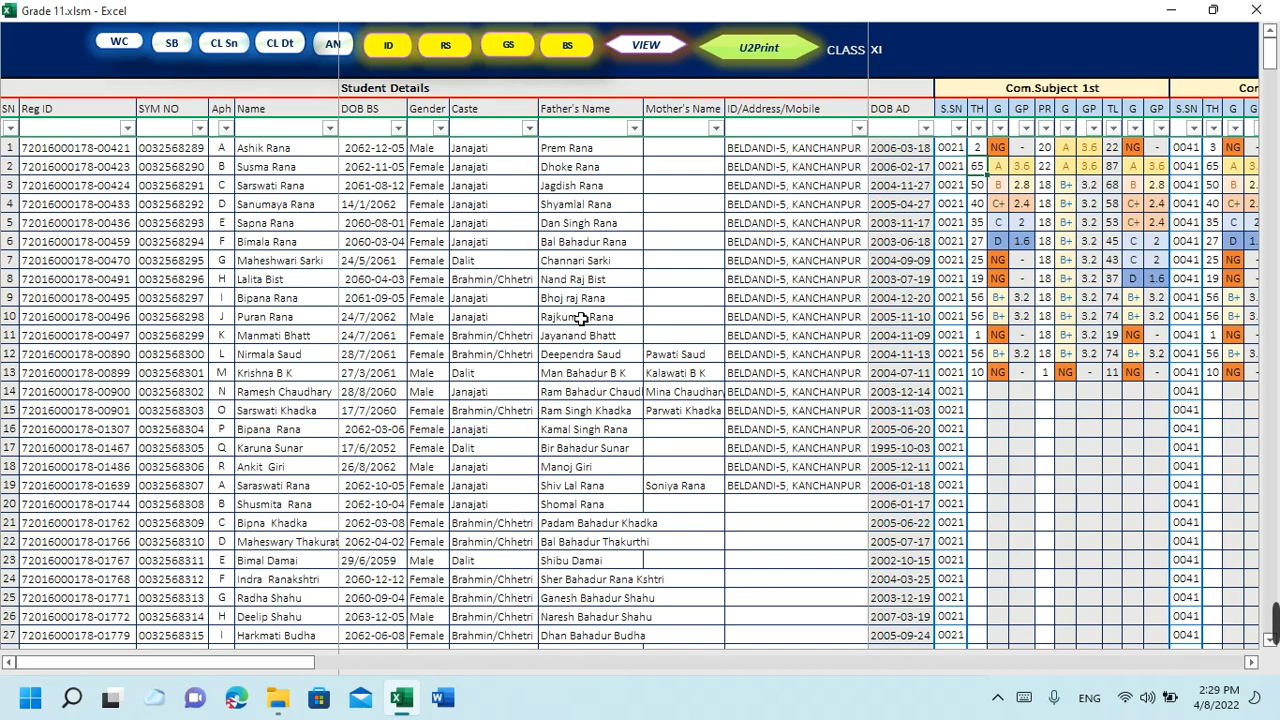 Grade 11.xlsm - Excel
WC SB CL Sn CL Dt AN ID RS GS BS VIEW U2Print CLASS XI
Student Details Com.Subject 1st Co
SN Reg ID SYM NO Aph Name DOB BS Gender Caste Father's Name Mother's Name ID/Address/Mobile DOB AD S.SN TH G GP PR G GP TL G GP S.SN TH G G
1 72016000178-00421 0032568289 A Ashik Rana 2062-12-05 Male Janajati Prem Rana BELDANDI-5, KANCHANPUR 2006-03-18 0021 2 NG - 20 A 3.6 22 NG - 0041 3 NG -
2 72016000178-00422 0032568290 B Susma Rana 2062-11-05 Female Janajati Dhoke Rana BELDANDI-5, KANCHANPUR 2006-02-17 0021 65 A 3.6 22 A 3.6 87 A 3.6 0041 65 A 3.
3 72016000178-00424 0032568291 B Sarswati Rana 2061-08-12 Female Janajati Jagdish Rana BELDANDI-5, KANCHANPUR 2004-11-27 0021 50 B 2.8 18 B+ 3.2 68 B 2.8 0041 50 B 2.
4 72016000178-00433 0032568292 D Sanumaya Rana 14/1/2062 Female Janajati Shyamlal Rana BELDANDI-5, KANCHANPUR 2005-04-27 0021 40 C+ 2.4 18 B+ 3.2 58 C+ 2.4 0041 40 C+ 2.
5 72016000178-00436 0032568293 E Sapna Rana 2060-08-01 Female Janajati Dan Singh Rana BELDANDI-5, KANCHANPUR 2003-11-17 0021 35 C 2 18 B+ 3.2 53 C+ 2.4 0041 35 C 2
6 72016000178-00459 0032568294 F Bimala Rana 2060-03-04 Female Janajati Bal Bahadur Rana BELDANDI-5, KANCHANPUR 2003-06-18 0021 27 D 1.6 18 B+ 3.2 45 C 2 0041 27 D 1.
7 72016000178-00470 0032568295 G Maheshwari Sarki 24/5/2061 Female Dalit Channari Sarki BELDANDI-5, KANCHANPUR 2004-09-09 0021 25 NG - 18 B+ 3.2 43 C 2 0041 25 NG -
8 72016000178-00486 0032568296 H Lalita Bist 2060-04-03 Female Brahmin/Chhetri Nand Raj Bist BELDANDI-5, KANCHANPUR 2003-07-19 0021 19 NG - 18 B+ 3.2 37 D 1.6 0041 19 NG -
9 72016000178-00495 0032568297 I Bipana Rana 2061-09-05 Female Janajati Bhoj raj Rana BELDANDI-5, KANCHANPUR 2004-12-20 0021 56 B+ 3.2 18 B+ 3.2 74 B+ 3.2 0041 56 B+ 3.
10 72016000178-00496 0032568298 J Puran Rana 24/7/2062 Male Janajati Rana BELDANDI-5, KANCHANPUR 2005-11-10 0021 56 B+ 3.2 18 B+ 3.2 74 B+ 3.2 0041 56 B+ 3.
11 72016000178-00497 0032568299 K Manmati Bhatt 24/7/2061 Female Brahmin/Chhetri Jayanand Bhatt BELDANDI-5, KANCHANPUR 2004-11-09 0021 1 NG - 18 B+ 3.2 19 NG - 0041 1 NG -
12 72016000178-00890 0032568300 L Nirmala Saud 28/7/2061 Female Brahmin/Chhetri Deependra Saud Pawati Saud BELDANDI-5, KANCHANPUR 2004-11-13 0021 56 B+ 3.2 18 B+ 3.2 74 B+ 3.2 0041 56 B+ 3.
13 72016000178-00899 0032568301 M Krishna B K 27/3/2061 Male Dalit Man Bahadur B K Kalawati B K BELDANDI-5, KANCHANPUR 2004-07-11 0021 10 NG - 1 NG - 11 NG - 0041 10 NG -
14 72016000178-00900 0032568302 N Ramesh Chaudhary 28/8/2060 Male Janajati Ram Bahadur Chaud Mina Chaudhar BELDANDI-5, KANCHANPUR 2003-12-14 0021 0041
15 72016000178-00901 0032568303 O Sarswati Khadka 17/7/2060 Female Brahmin/Chhetri Ram Singh Khadka Parwati Khadka BELDANDI-5, KANCHANPUR 2003-11-03 0021 0041
16 72016000178-01307 0032568304 P Bipana Rana 2062-03-06 Female Janajati Kamal Singh Rana BELDANDI-5, KANCHANPUR 2005-06-20 0021 0041
17 72016000178-01467 0032568305 Q Karuna Sunar 17/6/2052 Female Dalit Bir Bahadur Sunar BELDANDI-5, KANCHANPUR 1995-10-03 0021 0041
18 72016000178-01486 0032568306 R Ankit Giri 26/8/2062 Male Janajati Manoj Giri BELDANDI-5, KANCHANPUR 2005-12-11 0021 0041
19 72016000178-01639 0032568307 A Saraswati Rana 2062-10-05 Female Janajati Shiv Lal Rana Soniya Rana BELDANDI-5, KANCHANPUR 2006-01-18 0021 0041
20 72016000178-01744 0032568308 B Shusmita Rana 2062-10-04 Female Janajati Shomal Rana 2006-01-17 0021 0041
21 72016000178-01762 0032568309 C Bipna Khadka 2062-03-08 Female Brahmin/Chhetri Padam Bahadur Khadka 2005-06-22 0021 0041
22 72016000178-01766 0032568310 D Maheswary Thakurat 2062-04-02 Female Brahmin/Chhetri Bal Bahadur Thakurthi 2005-07-17 0021 0041
23 72016000178-01767 0032568311 E Bimal Damai 29/6/2059 Male Dalit Shibu Damai 2002-10-15 0021 0041
24 72016000178-01768 0032568312 F Indra Ranakshtri 2060-12-12 Female Brahmin/Chhetri Sher Bahadur Rana Kshtri 2004-03-25 0021 0041
25 72016000178-01771 0032568313 G Radha Shahu 2060-09-04 Female Brahmin/Chhetri Ganesh Bahadur Shahu 2003-12-19 0021 0041
26 72016000178-01772 0032568314 H Deelip Shahu 2063-12-05 Male Brahmin/Chhetri Naresh Bahadur Shahu 2007-03-19 0021 0041
27 72016000178-01779 0032568315 I Harkmati Budha 2062-06-08 Female Brahmin/Chhetri Dhan Bahadur Budha 2005-09-24 0021 0041
ENG 2:29 PM
4/8/2022